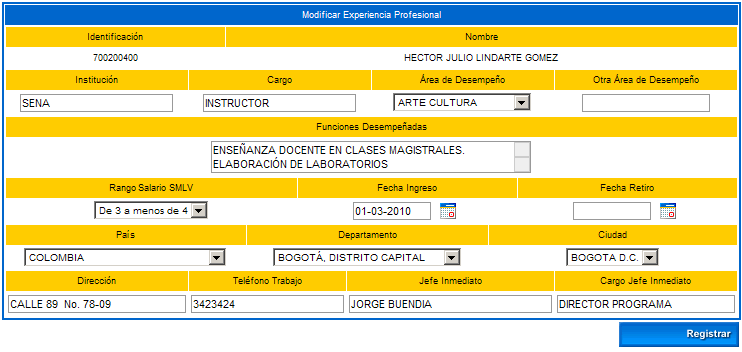 Modificar Experiencia Profesional
Identificación Nombre
700200400 HECTOR JULIO LINDARTE GOMEZ
Institución Cargo Área de Desempeño Otra Área de Desempeño
SENA INSTRUCTOR ARTE CULTURA
Funciones Desempeñadas
ENSEÑANZA DOCENTE EN CLASES MAGISTRALES.
ELABORACIÓN DE LABORATORIOS
Rango Salario SMLV Fecha Ingreso Fecha Retiro
De 3 a menos de 4 01-03-2010
País Departamento Ciudad
COLOMBIA BOGOTÁ, DISTRITO CAPITAL BOGOTA D.C.
Dirección Teléfono Trabajo Jefe Inmediato Cargo Jefe Inmediato
CALLE 89 No. 78-09 3423424 JORGE BUENDIA DIRECTOR PROGRAMA
Registrar